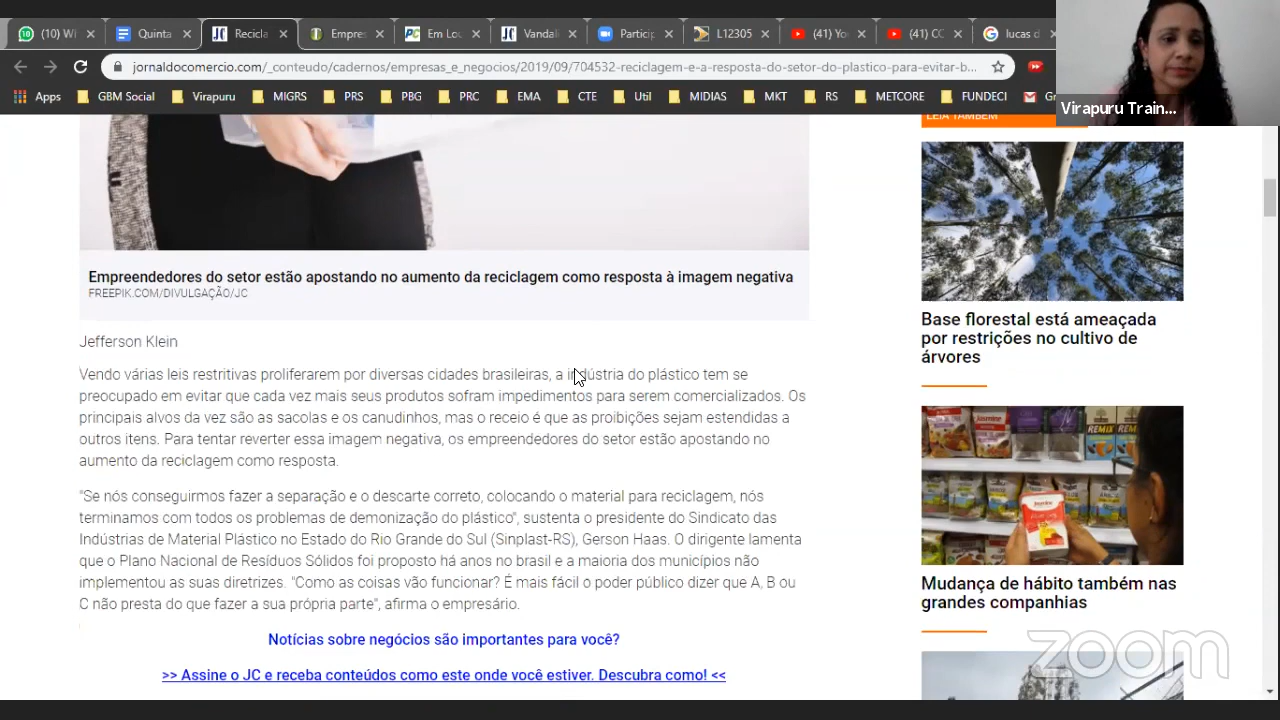 (10) Wi
Quinta
Recicla
Empres
Em Lou
Vandali
Particip
L12305
(41) Yo
(41) CC
lucas d
jornaldocomercio.com/_conteudo/cadernos/empresas_e_negocios/2019/09/704532-reciclagem-e-a-resposta-do-setor-do-plastico-para-evitar-b...
Apps
GBM Social
Virapuru
MIGRS
PRS
PBG
PRC
EMA
CTE
Util
MIDIAS
MKT
RS
METCORE
FUNDECI
Gr
Virapuru Train...
LEIA TAMBÉM
Empreendedores do setor estão apostando no aumento da reciclagem como resposta à imagem negativa
FREEPIK.COM/DIVULGAÇÃO/JC
Jefferson Klein
Vendo várias leis restritivas proliferarem por diversas cidades brasileiras, a indústria do plástico tem se
preocupado em evitar que cada vez mais seus produtos sofram impedimentos para serem comercializados. Os
principais alvos da vez são as sacolas e os canudinhos, mas o receio é que as proibições sejam estendidas a
outros itens. Para tentar reverter essa imagem negativa, os empreendedores do setor estão apostando no
aumento da reciclagem como resposta.
"Se nós conseguirmos fazer a separação e o descarte correto, colocando o material para reciclagem, nós
terminamos com todos os problemas de demonização do plástico", sustenta o presidente do Sindicato das
Indústrias de Material Plástico no Estado do Rio Grande do Sul (Sinplast-RS), Gerson Haas. O dirigente lamenta
que o Plano Nacional de Resíduos Sólidos foi proposto há anos no brasil e a maioria dos municípios não
implementou as suas diretrizes. "Como as coisas vão funcionar? É mais fácil o poder público dizer que A, B ou
C não presta do que fazer a sua própria parte", afirma o empresário.
Notícias sobre negócios são importantes para você?
>> Assine o JC e receba conteúdos como este onde você estiver. Descubra como! <<
Base florestal está ameaçada
por restrições no cultivo de
árvores
REMIX
Jasmine
Mudança de hábito também nas
grandes companhias
zoom